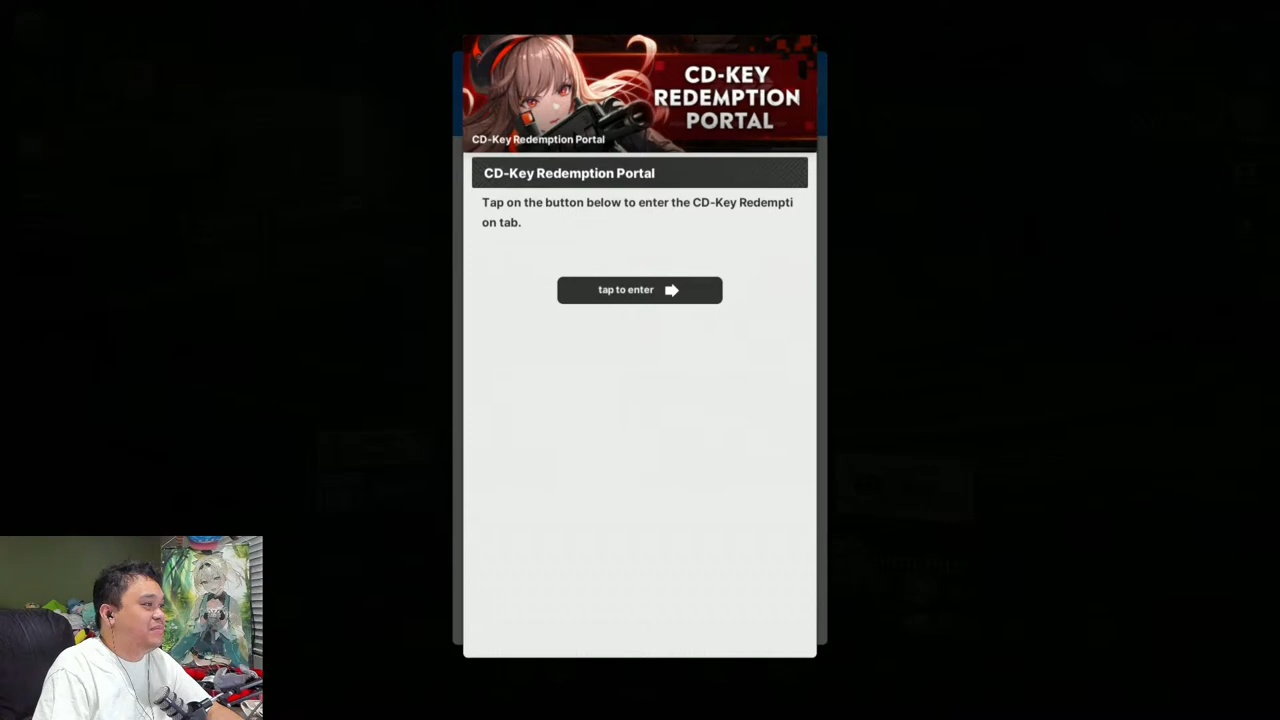 CD-KEY
REDEMPTION
PORTAL
CD-Key Redemption Portal
CD-Key Redemption Portal
Tap on the button below to enter the CD-Key Redempti
on tab.
tap to enter